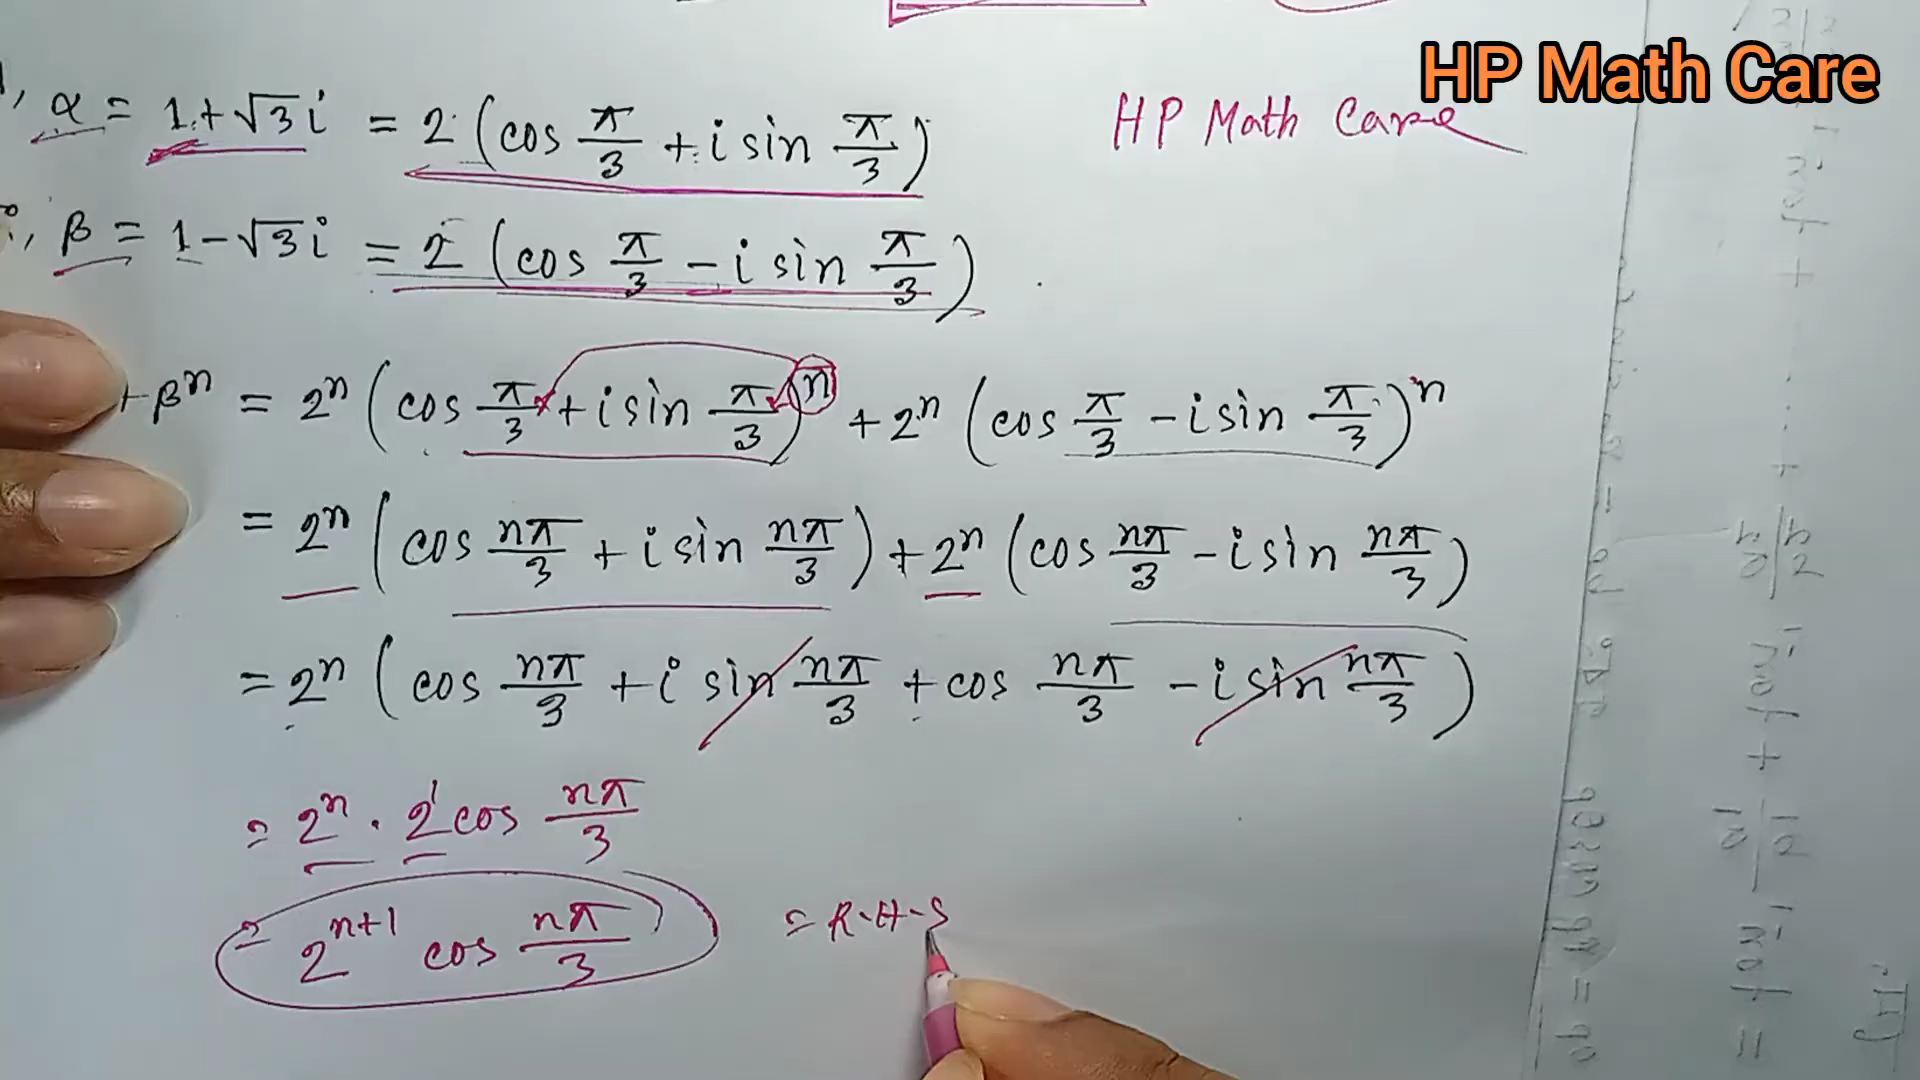 HP Math Care
HP Math Care
α = 1+√3i = 2 (cos π/3 + i sin π/3)
β = 1-√3i = 2 (cos π/3 - i sin π/3)
+ βⁿ = 2ⁿ (cos π/3 + i sin π/3)ⁿ + 2ⁿ (cos π/3 - i sin π/3)ⁿ
= 2ⁿ (cos nπ/3 + i sin nπ/3) + 2ⁿ (cos nπ/3 - i sin nπ/3)
= 2ⁿ (cos nπ/3 + i sin nπ/3 + cos nπ/3 - i sin nπ/3)
= 2ⁿ · 2¹ cos nπ/3
= 2ⁿ⁺¹ cos nπ/3 = R.H.S